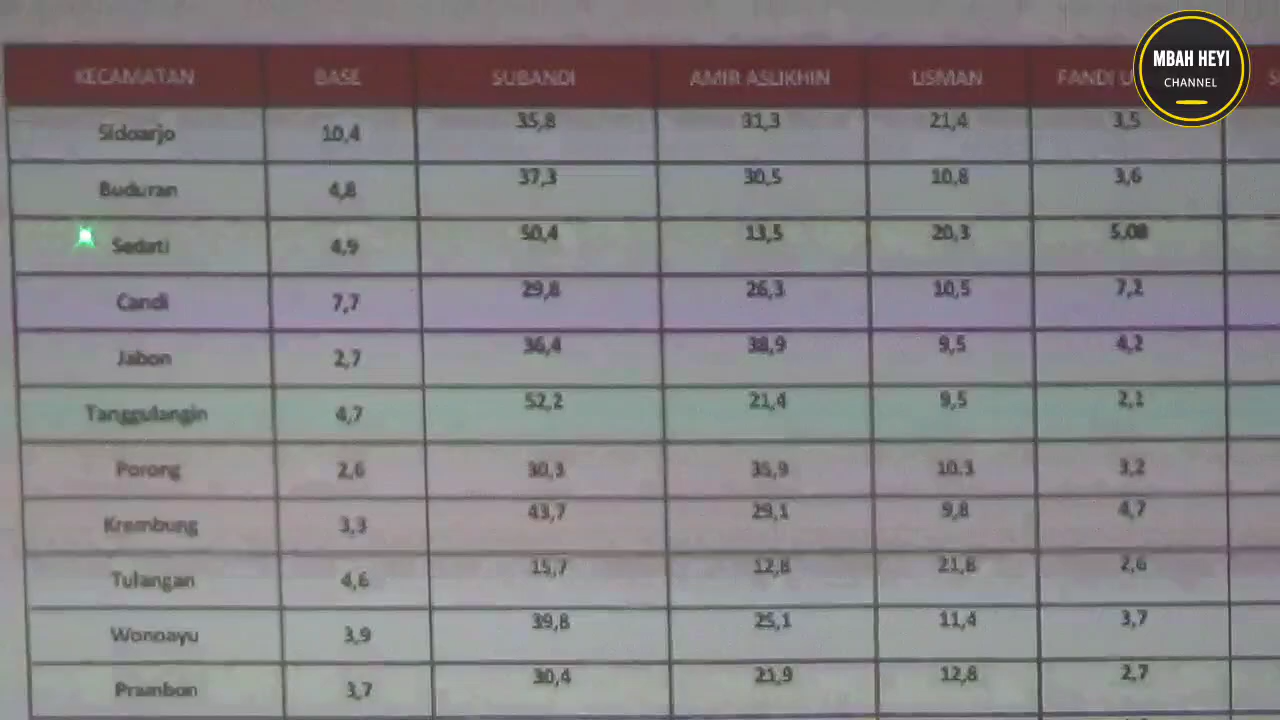 KECAMATAN BASE SUBANDI AMIR ASLIKHIN USMAN FANDI
MBAH HEYI
CHANNEL
Sidoarjo 10,4 35,8 31,3 21,4 3,5
Buduran 4,8 37,3 30,5 10,8 3,6
Sedati 4,9 50,4 13,5 20,3 5,08
Candi 7,7 29,8 26,3 10,5 7,2
Jabon 2,7 36,4 38,9 9,5 4,2
Tanggulangin 4,7 52,2 21,4 9,5 2,1
Porong 2,6 30,3 35,9 10,3 3,2
Krembung 3,3 43,7 29,1 9,8 4,7
Tulangan 4,6 15,7 12,8 21,8 2,6
Wonoayu 3,9 39,8 25,1 11,4 3,7
Prambon 3,7 30,4 21,9 12,8 2,7